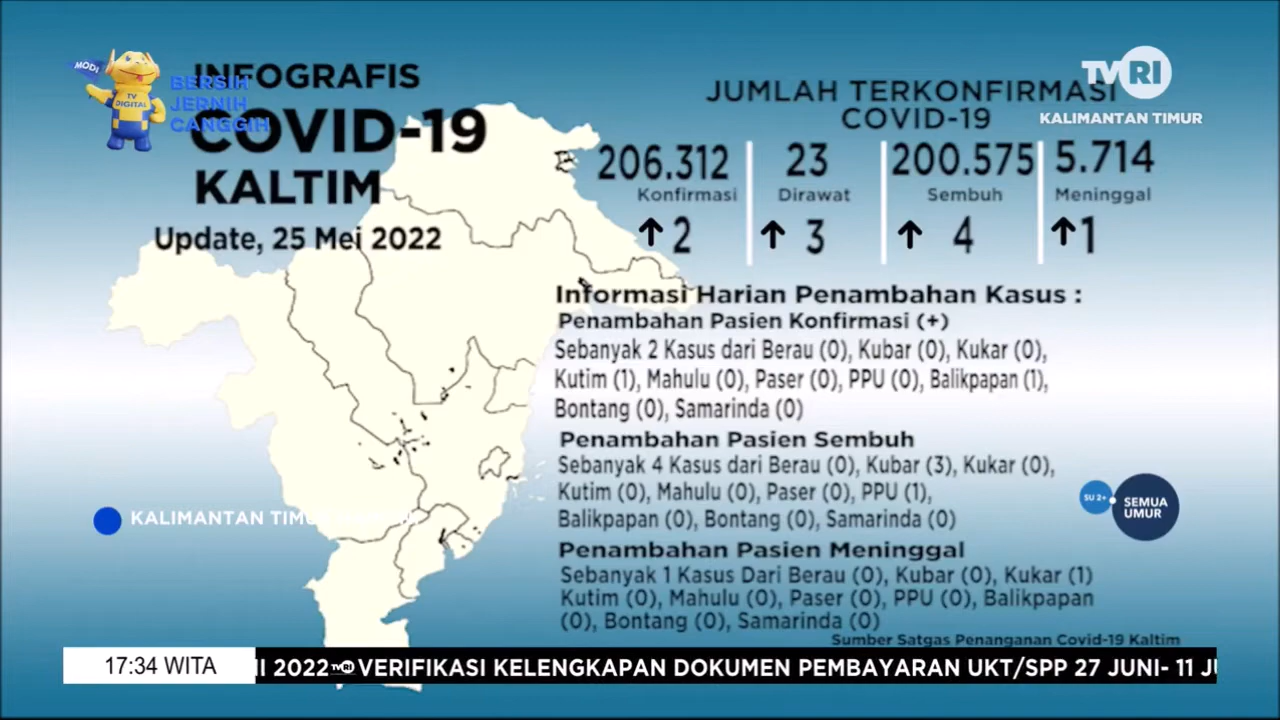 MODI
TV
DIGITAL
BERSIH
JERNIH
CANGGIH
INFOGRAFIS
COVID-19
KALTIM
Update, 25 Mei 2022
TVRI
KALIMANTAN TIMUR
JUMLAH TERKONFIRMASI
COVID-19
206.312 23 200.575 5.714
Konfirmasi Dirawat Sembuh Meninggal
↑ 2 ↑ 3 ↑ 4 ↑ 1
Informasi Harian Penambahan Kasus :
Penambahan Pasien Konfirmasi (+)
Sebanyak 2 Kasus dari Berau (0), Kubar (0), Kukar (0),
Kutim (1), Mahulu (0), Paser (0), PPU (0), Balikpapan (1),
Bontang (0), Samarinda (0)
Penambahan Pasien Sembuh
Sebanyak 4 Kasus dari Berau (0), Kubar (3), Kukar (0),
Kutim (0), Mahulu (0), Paser (0), PPU (1),
Balikpapan (0), Bontang (0), Samarinda (0)
Penambahan Pasien Meninggal
Sebanyak 1 Kasus Dari Berau (0), Kubar (0), Kukar (1)
Kutim (0), Mahulu (0), Paser (0), PPU (0), Balikpapan
(0), Bontang (0), Samarinda (0)
Sumber Satgas Penanganan Covid-19 Kaltim
SU 2+
SEMUA
UMUR
KALIMANTAN TIMUR
17:34 WITA
2022 TVRI VERIFIKASI KELENGKAPAN DOKUMEN PEMBAYARAN UKT/SPP 27 JUNI- 11